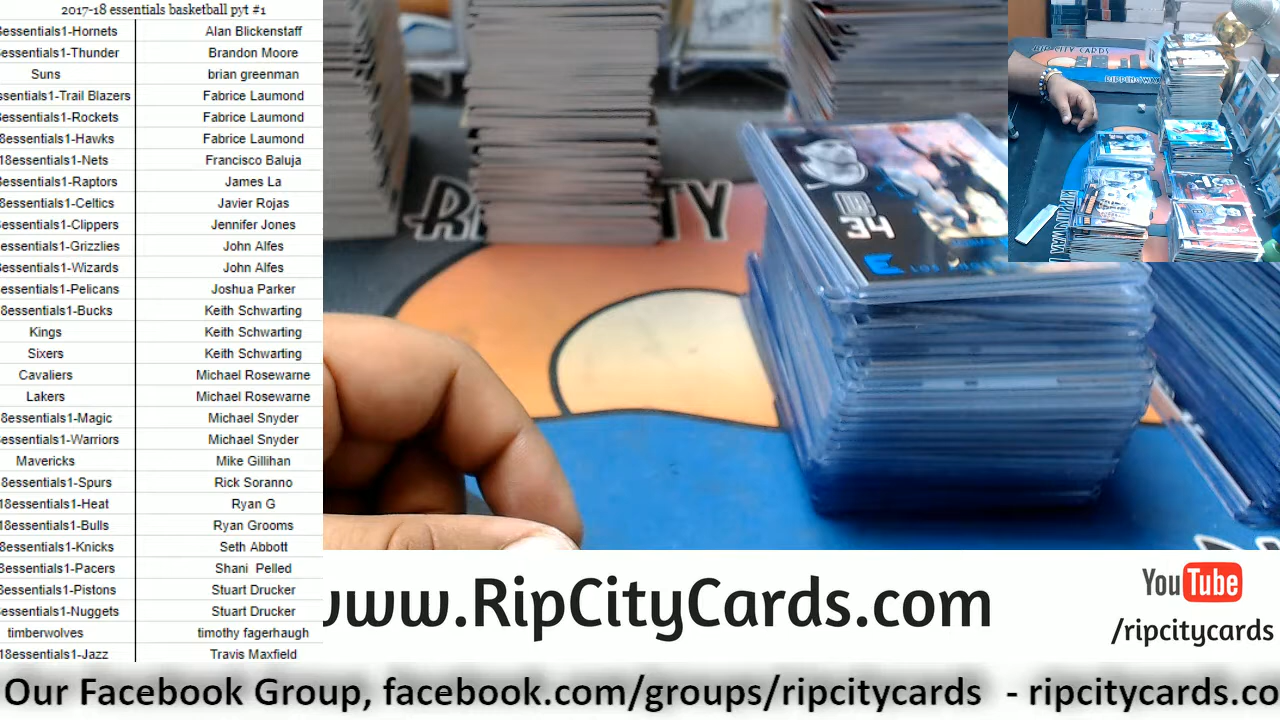 2017-18 essentials basketball pyt #1
8essentials1-Hornets Alan Blickenstaff
8essentials1-Thunder Brandon Moore
Suns brian greenman
ssentials1-Trail Blazers Fabrice Laumond
8essentials1-Rockets Fabrice Laumond
8essentials1-Hawks Fabrice Laumond
18essentials1-Nets Francisco Baluja
8essentials1-Raptors James La
8essentials1-Celtics Javier Rojas
8essentials1-Clippers Jennifer Jones
8essentials1-Grizzlies John Alfes
essentials1-Wizards John Alfes
essentials1-Pelicans Joshua Parker
8essentials1-Bucks Keith Schwarting
Kings Keith Schwarting
Sixers Keith Schwarting
Cavaliers Michael Rosewarne
Lakers Michael Rosewarne
8essentials1-Magic Michael Snyder
essentials1-Warriors Michael Snyder
Mavericks Mike Gillihan
8essentials1-Spurs Rick Soranno
18essentials1-Heat Ryan G
18essentials1-Bulls Ryan Grooms
8essentials1-Knicks Seth Abbott
8essentials1-Pacers Shani Pelled
8essentials1-Pistons Stuart Drucker
essentials1-Nuggets Stuart Drucker
timberwolves timothy fagerhaugh
18essentials1-Jazz Travis Maxfield
RIP CITY CARDS
34
www.RipCityCards.com
YouTube
/ripcitycards
Our Facebook Group, facebook.com/groups/ripcitycards - ripcitycards.co